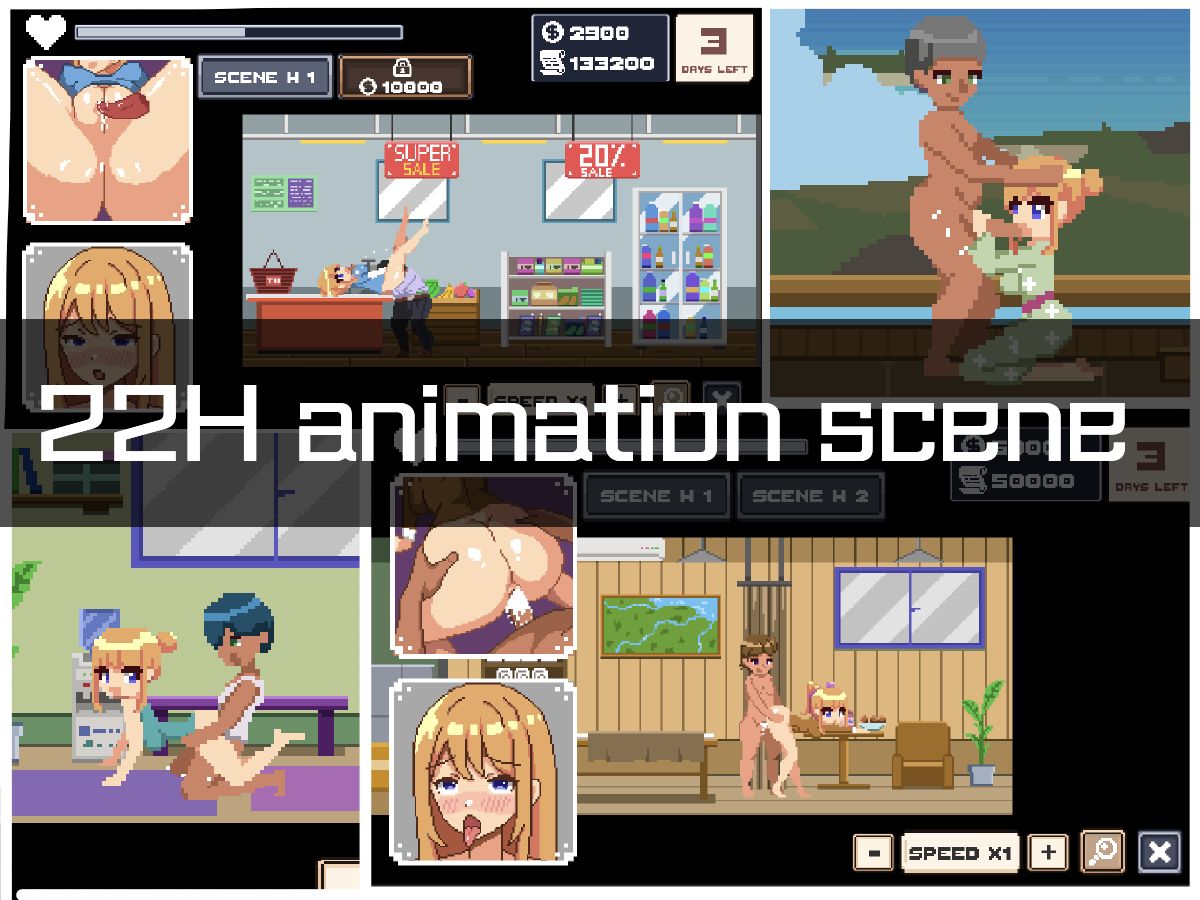 2900
133200
3
DAYS LEFT
SCENE H 1
10000
SUPER
SALE
20%
SALE
SPEED X1
22H animation scene
50000
3
DAYS LEFT
SCENE H 1
SCENE H 2
- SPEED X1 +